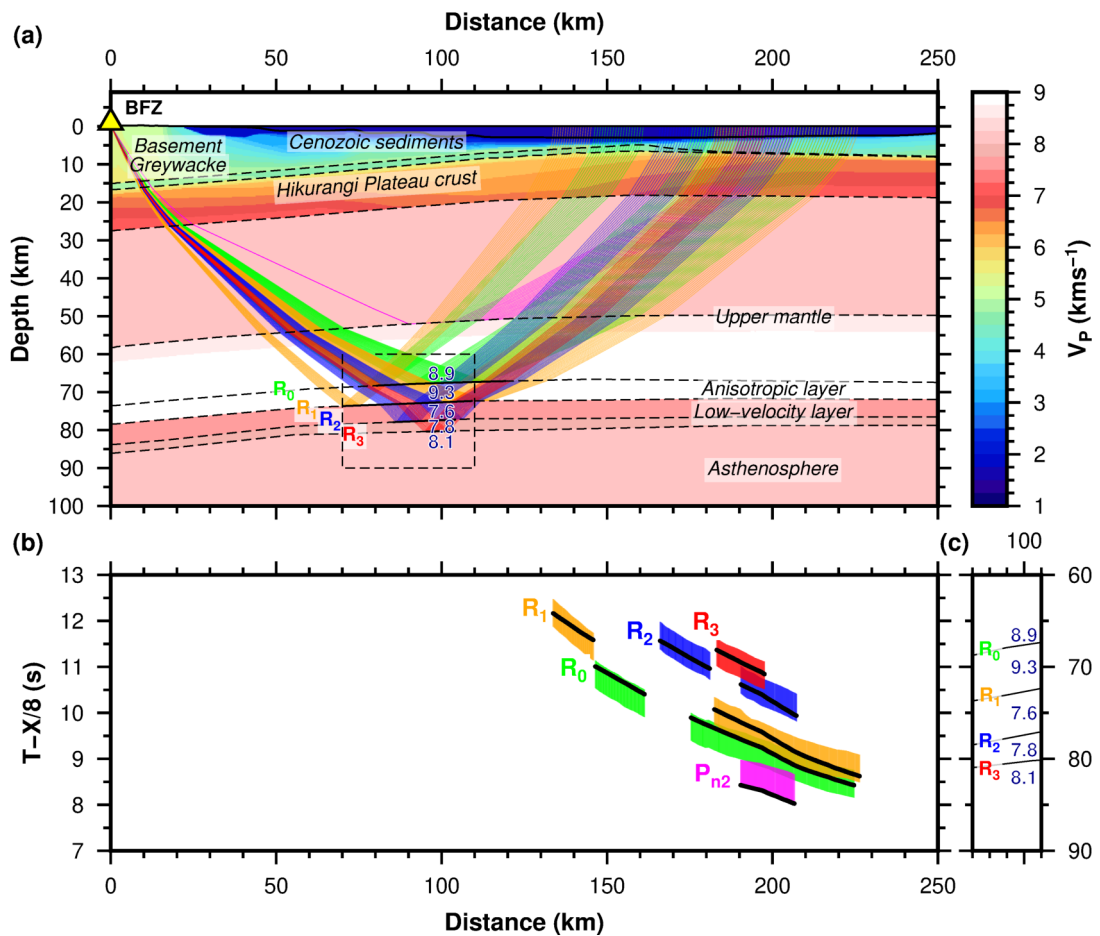 (a)
Distance (km)
0 50 100 150 200 250
BFZ
Basement
Greywacke
Cenozoic sediments
Hikurangi Plateau crust
Upper mantle
Anisotropic layer
Low−velocity layer
Asthenosphere
R0
R1
R2
R3
8.9
9.3
7.6
7.8
8.1
Depth (km)
0
10
20
30
40
50
60
70
80
90
100
9
8
7
6
5
4
3
2
1
VP (kms−1)
(b)
13
12
11
10
9
8
7
T−X/8 (s)
R1
R0
R2
R3
Pn2
0 50 100 150 200 250
Distance (km)
(c)
100
60
70
80
90
R0
R1
R2
R3
8.9
9.3
7.6
7.8
8.1